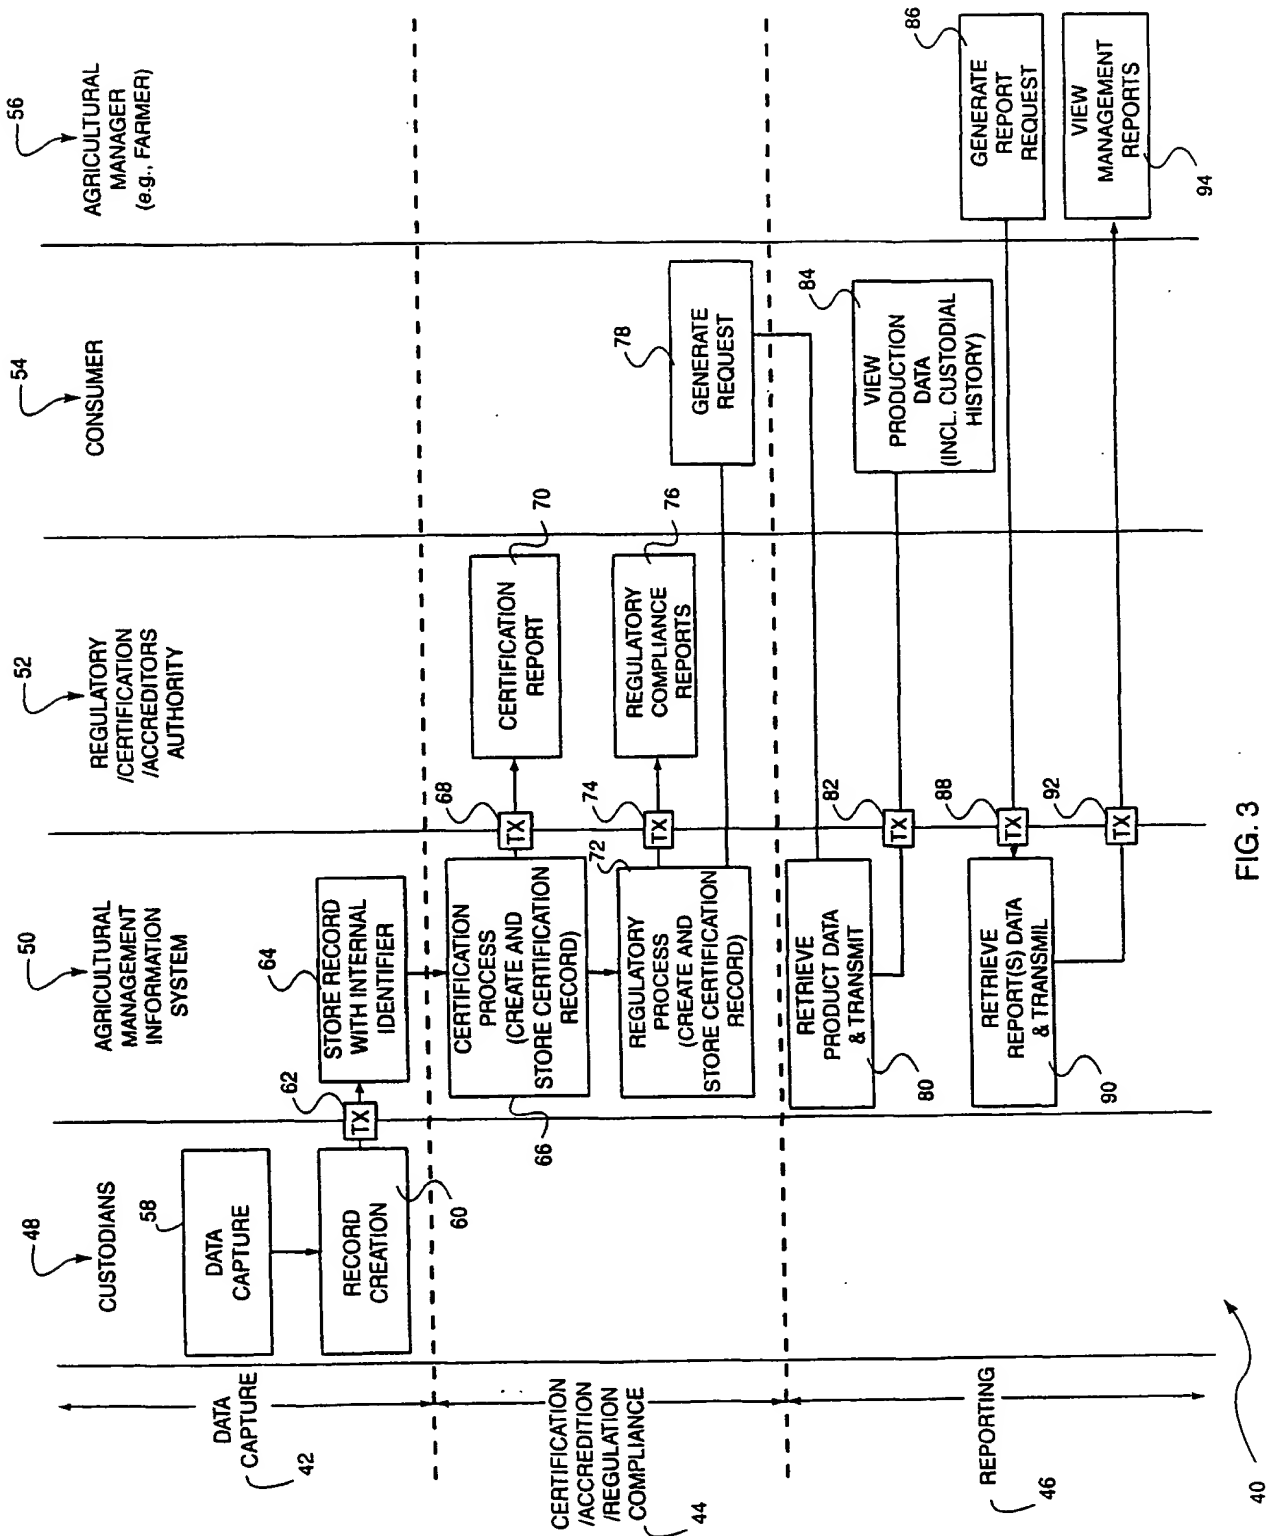 48
CUSTODIANS
50
AGRICULTURAL
MANAGEMENT
INFORMATION
SYSTEM
52
REGULATORY
/CERTIFICATION
/ACCREDITORS
AUTHORITY
54
CONSUMER
56
AGRICULTURAL
MANAGER
(e.g., FARMER)
DATA
CAPTURE
42
58
DATA
CAPTURE
RECORD
CREATION
60
62
TX
64
STORE RECORD
WITH INTERNAL
IDENTIFIER
CERTIFICATION
/ACCREDITION
/REGULATION
COMPLIANCE
44
CERTIFICATION
PROCESS
(CREATE AND
STORE CERTIFICATION
RECORD)
66
68
TX
CERTIFICATION
REPORT
70
72
REGULATORY
PROCESS
(CREATE AND
STORE CERTIFICATION
RECORD)
74
TX
REGULATORY
COMPLIANCE
REPORTS
76
78
GENERATE
REQUEST
REPORTING
46
RETRIEVE
PRODUCT DATA
& TRANSMIT
80
82
TX
84
VIEW
PRODUCTION
DATA
(INCL. CUSTODIAL
HISTORY)
86
GENERATE
REPORT
REQUEST
88
TX
RETRIEVE
REPORT(S) DATA
& TRANSMIL
90
92
TX
VIEW
MANAGEMENT
REPORTS
94
40
FIG. 3